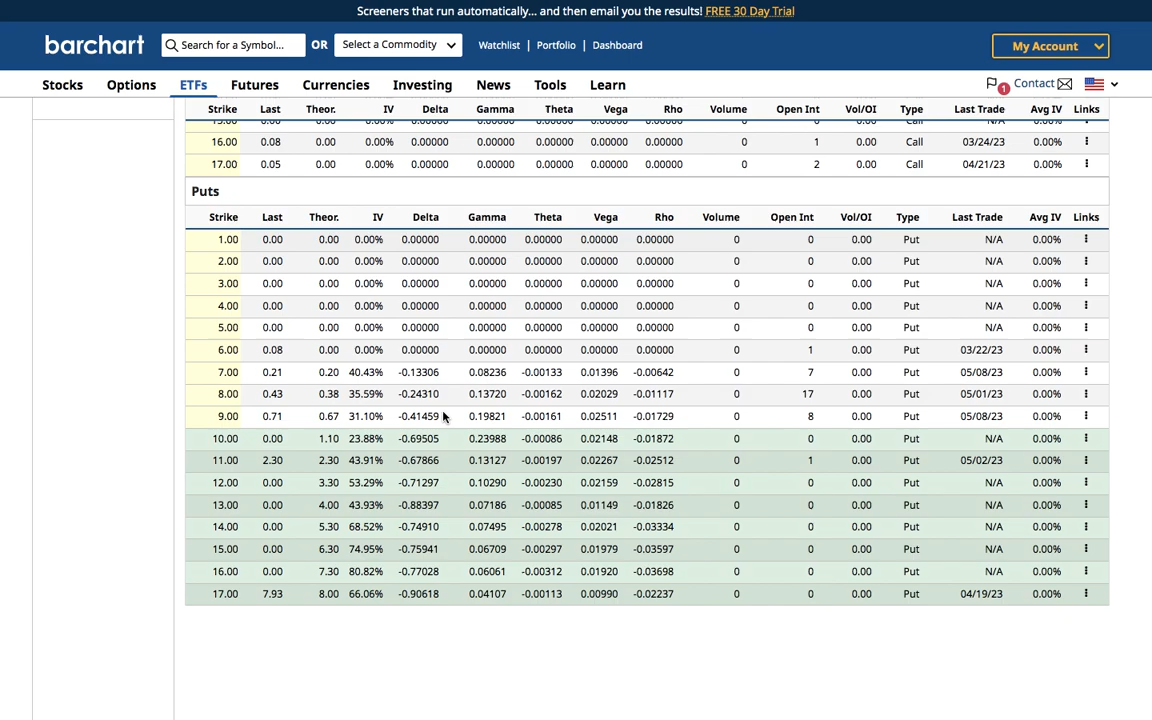 Screeners that run automatically... and then email you the results! FREE 30 Day Trial
barchart Search for a Symbol... OR Select a Commodity Watchlist | Portfolio | Dashboard My Account
Stocks Options ETFs Futures Currencies Investing News Tools Learn 1 Contact
Strike Last Theor. IV Delta Gamma Theta Vega Rho Volume Open Int Vol/OI Type Last Trade Avg IV Links
16.00 0.08 0.00 0.00% 0.00000 0.00000 0.00000 0.00000 0.00000 0 1 0.00 Call 03/24/23 0.00%
17.00 0.05 0.00 0.00% 0.00000 0.00000 0.00000 0.00000 0.00000 0 2 0.00 Call 04/21/23 0.00%
Puts
Strike Last Theor. IV Delta Gamma Theta Vega Rho Volume Open Int Vol/OI Type Last Trade Avg IV Links
1.00 0.00 0.00 0.00% 0.00000 0.00000 0.00000 0.00000 0.00000 0 0 0.00 Put N/A 0.00%
2.00 0.00 0.00 0.00% 0.00000 0.00000 0.00000 0.00000 0.00000 0 0 0.00 Put N/A 0.00%
3.00 0.00 0.00 0.00% 0.00000 0.00000 0.00000 0.00000 0.00000 0 0 0.00 Put N/A 0.00%
4.00 0.00 0.00 0.00% 0.00000 0.00000 0.00000 0.00000 0.00000 0 0 0.00 Put N/A 0.00%
5.00 0.00 0.00 0.00% 0.00000 0.00000 0.00000 0.00000 0.00000 0 0 0.00 Put N/A 0.00%
6.00 0.08 0.00 0.00% 0.00000 0.00000 0.00000 0.00000 0.00000 0 1 0.00 Put 03/22/23 0.00%
7.00 0.21 0.20 40.43% -0.13306 0.08236 -0.00133 0.01396 -0.00642 0 7 0.00 Put 05/08/23 0.00%
8.00 0.43 0.38 35.59% -0.24310 0.13720 -0.00162 0.02029 -0.01117 0 17 0.00 Put 05/01/23 0.00%
9.00 0.71 0.67 31.10% -0.41459 0.19821 -0.00161 0.02511 -0.01729 0 8 0.00 Put 05/08/23 0.00%
10.00 0.00 1.10 23.88% -0.69505 0.23988 -0.00086 0.02148 -0.01872 0 0 0.00 Put N/A 0.00%
11.00 2.30 2.30 43.91% -0.67866 0.13127 -0.00197 0.02267 -0.02512 0 1 0.00 Put 05/02/23 0.00%
12.00 0.00 3.30 53.29% -0.71297 0.10290 -0.00230 0.02159 -0.02815 0 0 0.00 Put N/A 0.00%
13.00 0.00 4.00 43.93% -0.88397 0.07186 -0.00085 0.01149 -0.01826 0 0 0.00 Put N/A 0.00%
14.00 0.00 5.30 68.52% -0.74910 0.07495 -0.00278 0.02021 -0.03334 0 0 0.00 Put N/A 0.00%
15.00 0.00 6.30 74.95% -0.75941 0.06709 -0.00297 0.01979 -0.03597 0 0 0.00 Put N/A 0.00%
16.00 0.00 7.30 80.82% -0.77028 0.06061 -0.00312 0.01920 -0.03698 0 0 0.00 Put N/A 0.00%
17.00 7.93 8.00 66.06% -0.90618 0.04107 -0.00113 0.00990 -0.02237 0 0 0.00 Put 04/19/23 0.00%